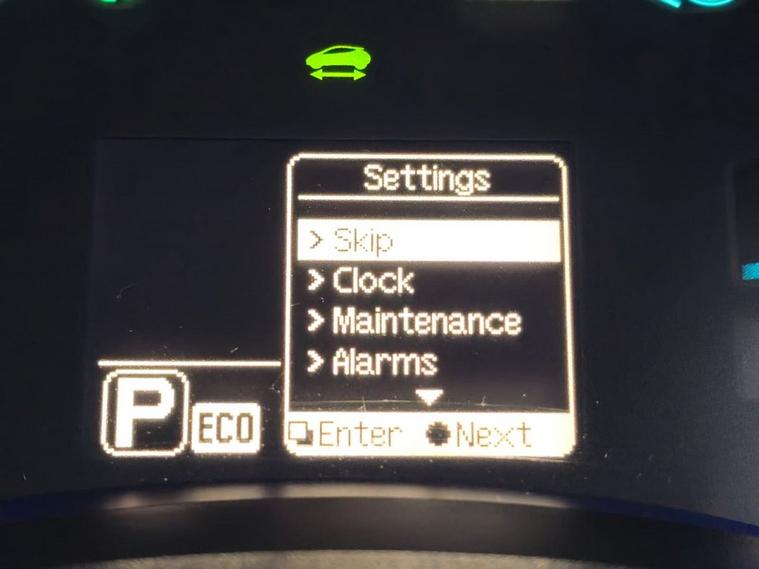 Settings
> Skip
> Clock
> Maintenance
> Alarms
P ECO
Enter Next